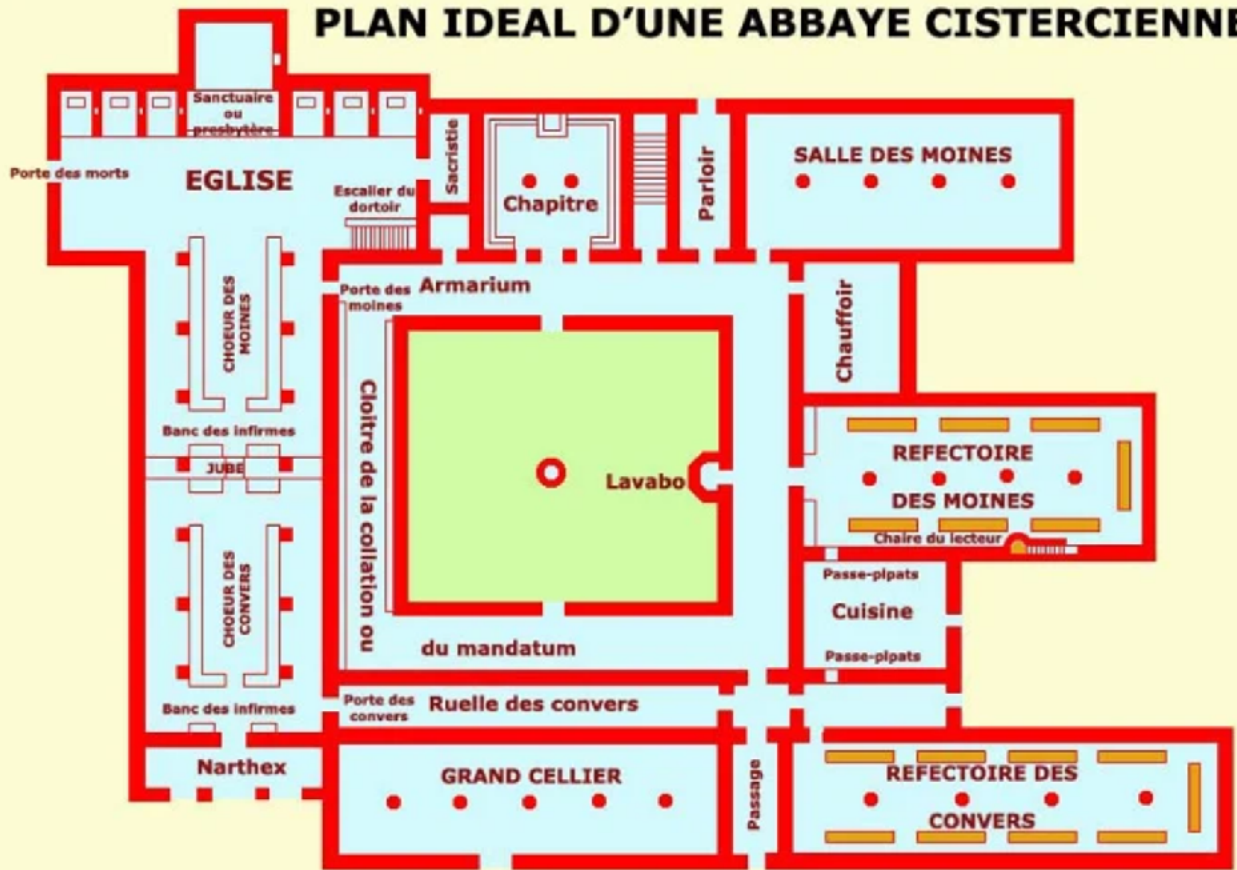 PLAN IDEAL D'UNE ABBAYE CISTERCIENNE
Sanctuaire
ou
presbytère
Porte des morts
EGLISE
Escalier du
dortoir
Sacristie
Chapitre
Parloir
SALLE DES MOINES
Porte des
moines
Armarium
Chauffoir
CHOEUR DES
MOINES
Cloitre de la collation ou
du mandatum
Lavabo
Banc des infirmes
JUBE
REFECTOIRE
DES MOINES
Chaire du lecteur
Passe-plpats
Cuisine
Passe-plpats
CHOEUR DES
CONVERS
Banc des infirmes
Porte des
convers
Ruelle des convers
Narthex
GRAND CELLIER
Passage
REFECTOIRE DES
CONVERS